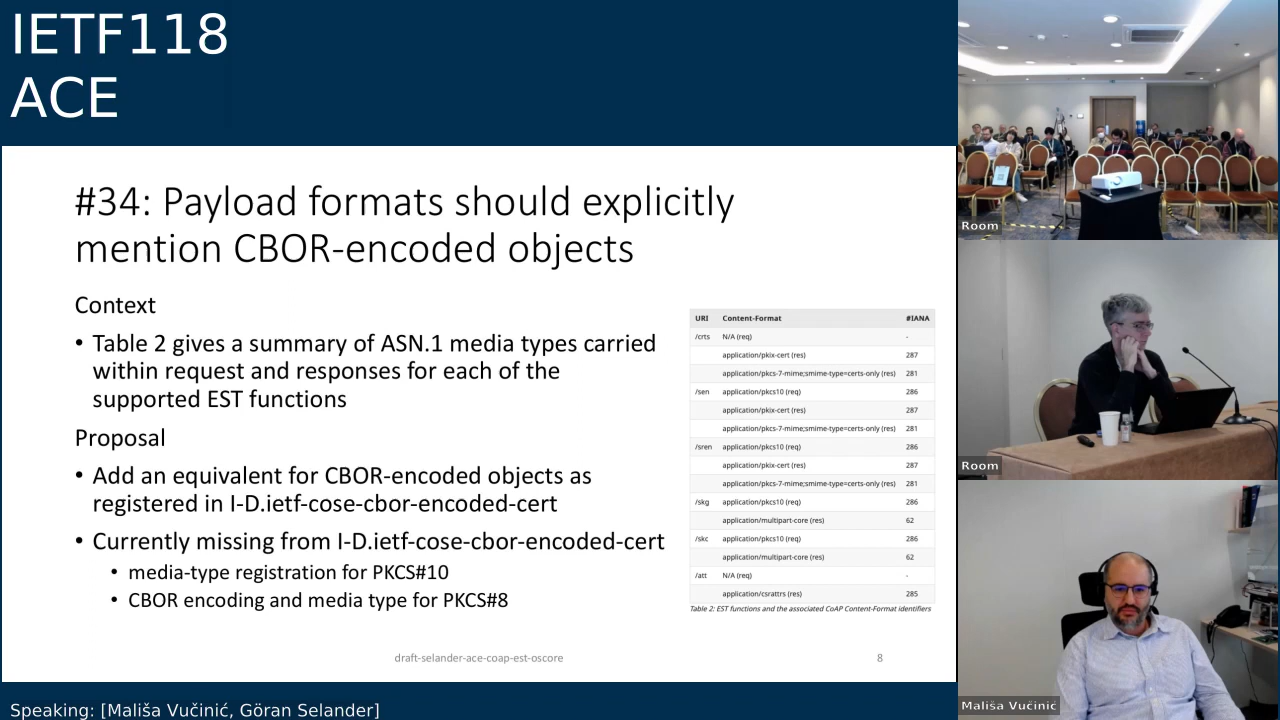 IETF118
ACE
#34: Payload formats should explicitly
mention CBOR-encoded objects
Context
• Table 2 gives a summary of ASN.1 media types carried
within request and responses for each of the
supported EST functions
Proposal
• Add an equivalent for CBOR-encoded objects as
registered in I-D.ietf-cose-cbor-encoded-cert
• Currently missing from I-D.ietf-cose-cbor-encoded-cert
• media-type registration for PKCS#10
• CBOR encoding and media type for PKCS#8
URI Content-Format #IANA
/crts N/A (req) -
application/pkix-cert (res) 287
application/pkcs-7-mime;smime-type=certs-only (res) 281
/sen application/pkcs10 (req) 286
application/pkix-cert (res) 287
application/pkcs-7-mime;smime-type=certs-only (res) 281
/sren application/pkcs10 (req) 286
application/pkix-cert (res) 287
application/pkcs-7-mime;smime-type=certs-only (res) 281
/skg application/pkcs10 (req) 286
application/multipart-core (res) 62
/skc application/pkcs10 (req) 286
application/multipart-core (res) 62
/att N/A (req) -
application/csrattrs (res) 285
Table 2: EST functions and the associated CoAP Content-Format identifiers
draft-selander-ace-coap-est-oscore 8
Speaking: [Mališa Vučinić, Göran Selander]
Room
Room
Mališa Vučinić